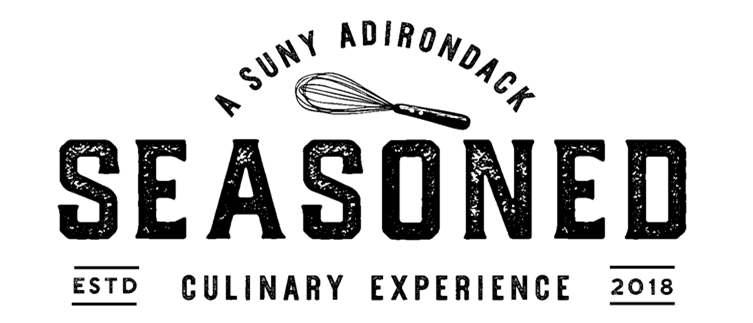 A SUNY ADIRONDACK
SEASONED
ESTD CULINARY EXPERIENCE 2018